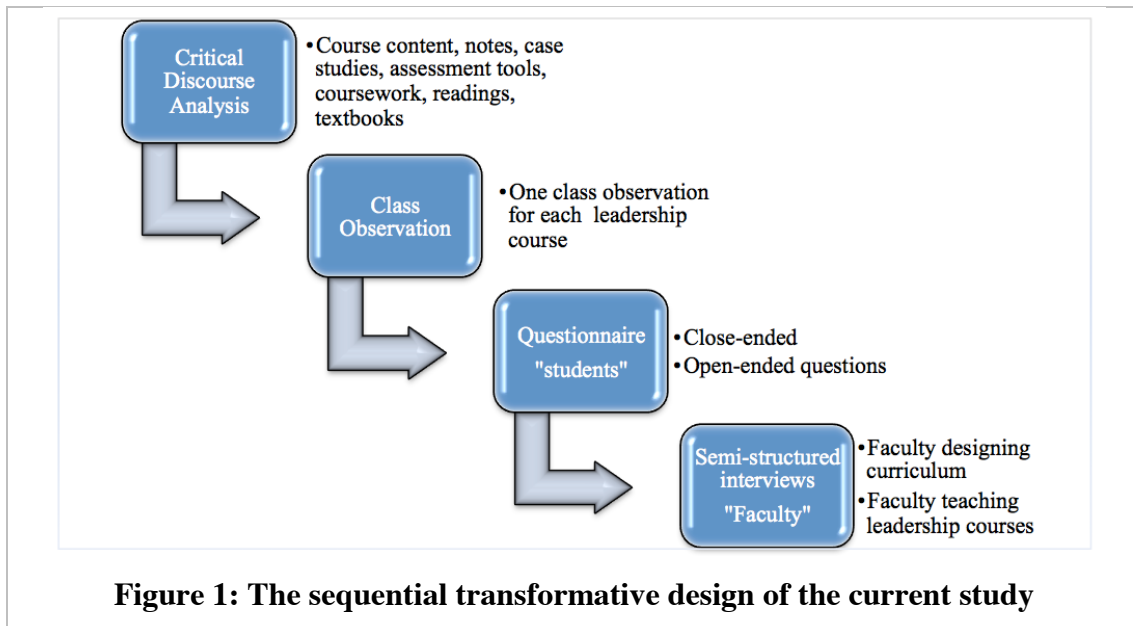 Critical
Discourse
Analysis
•Course content, notes, case
studies, assessment tools,
coursework, readings,
textbooks
Class
Observation
•One class observation
for each leadership
course
Questionnaire
"students"
•Close-ended
•Open-ended questions
Semi-structured
interviews
"Faculty"
•Faculty designing
curriculum
•Faculty teaching
leadership courses
Figure 1: The sequential transformative design of the current study